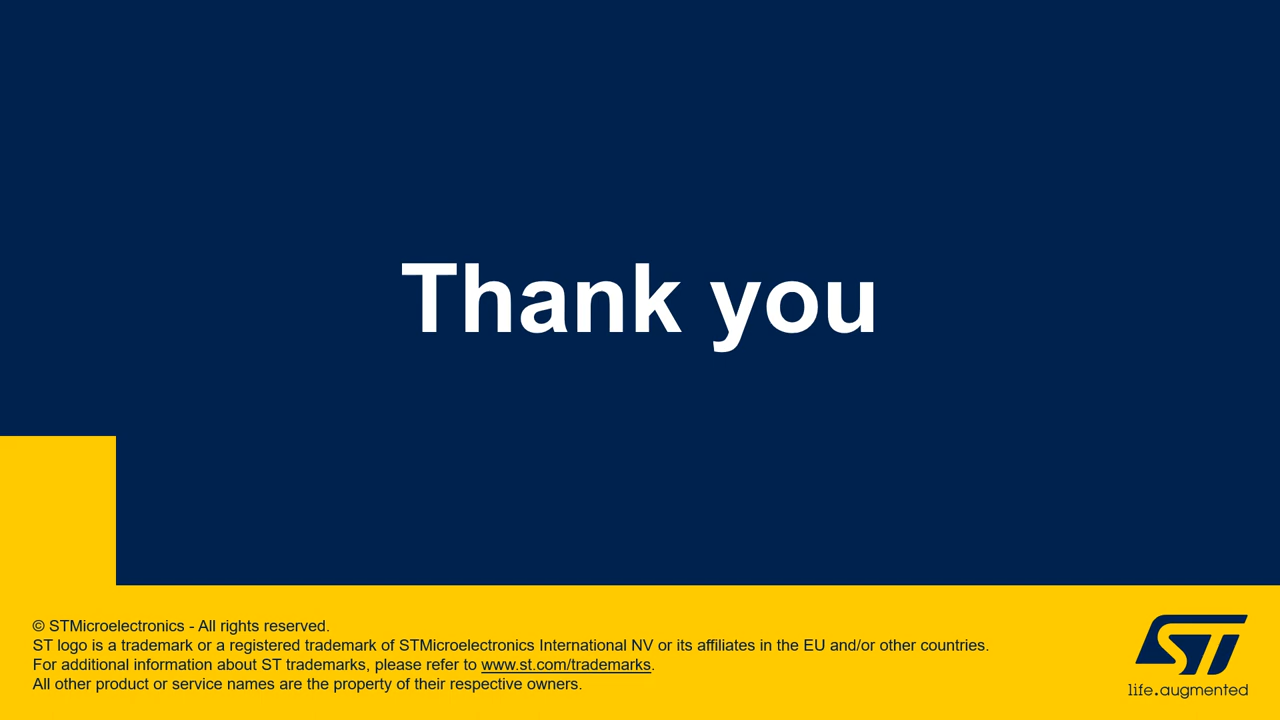 Thank you
© STMicroelectronics - All rights reserved.
ST logo is a trademark or a registered trademark of STMicroelectronics International NV or its affiliates in the EU and/or other countries.
For additional information about ST trademarks, please refer to www.st.com/trademarks.
All other product or service names are the property of their respective owners.
ST
life.augmented